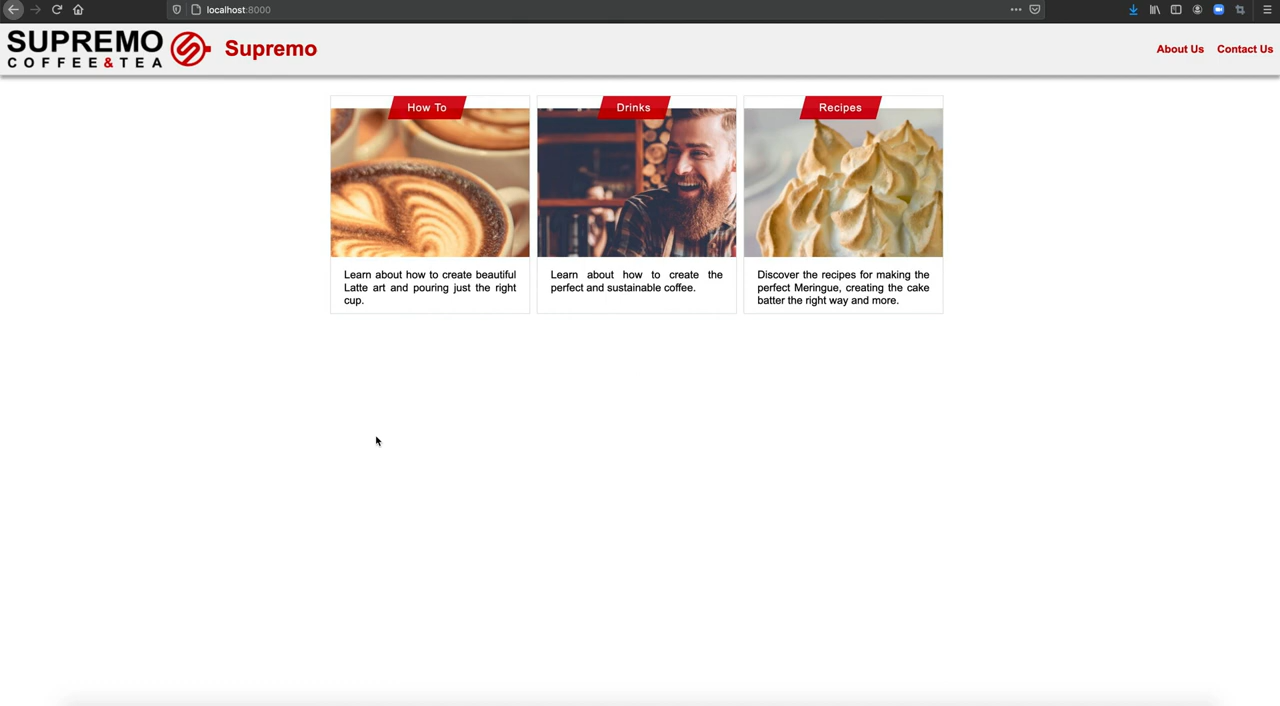 localhost:8000
SUPREMO
COFFEE&TEA
Supremo
About Us
Contact Us
How To
Learn about how to create beautiful
Latte art and pouring just the right
cup.
Drinks
Learn about how to create the
perfect and sustainable coffee.
Recipes
Discover the recipes for making the
perfect Meringue, creating the cake
batter the right way and more.